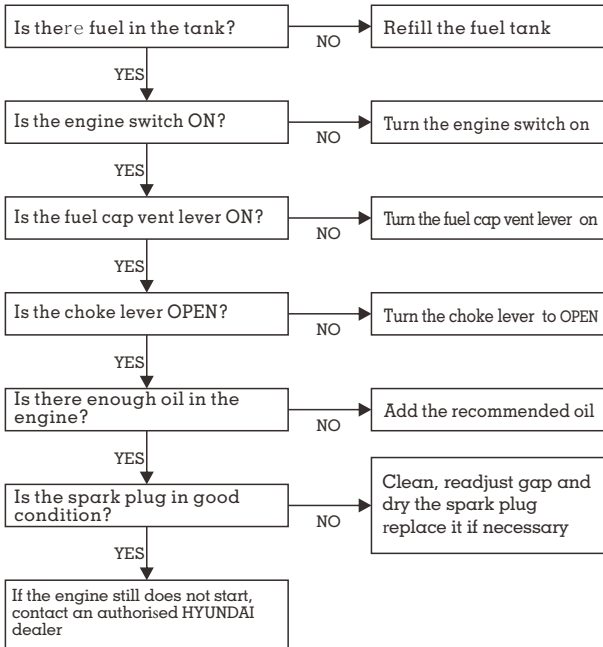 Is there fuel in the tank?
NO
Refill the fuel tank
YES
Is the engine switch ON?
NO
Turn the engine switch on
YES
Is the fuel cap vent lever ON?
NO
Turn the fuel cap vent lever on
YES
Is the choke lever OPEN?
NO
Turn the choke lever to OPEN
YES
Is there enough oil in the
engine?
NO
Add the recommended oil
YES
Is the spark plug in good
condition?
NO
Clean, readjust gap and
dry the spark plug
replace it if necessary
YES
If the engine still does not start,
contact an authorised HYUNDAI
dealer